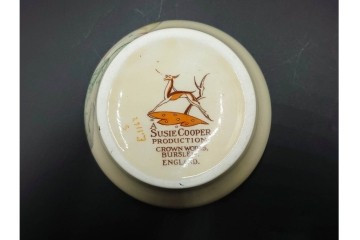 A
SUSIE COOPER
PRODUCTION
CROWN WORKS,
BURSLEM,
ENGLAND.